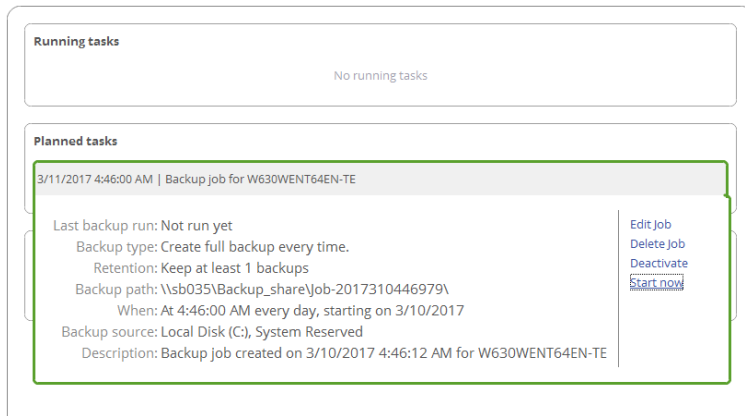 Running tasks
No running tasks
Planned tasks
3/11/2017 4:46:00 AM | Backup job for W630WENT64EN-TE
Last backup run: Not run yet
Backup type: Create full backup every time.
Retention: Keep at least 1 backups
Backup path: \\sb035\Backup_share\Job-2017310446979\
When: At 4:46:00 AM every day, starting on 3/10/2017
Backup source: Local Disk (C:), System Reserved
Description: Backup job created on 3/10/2017 4:46:12 AM for W630WENT64EN-TE
Edit Job
Delete Job
Deactivate
Start now